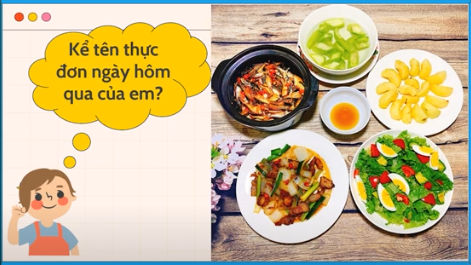 Kể tên thực
đơn ngày hôm
qua của em?